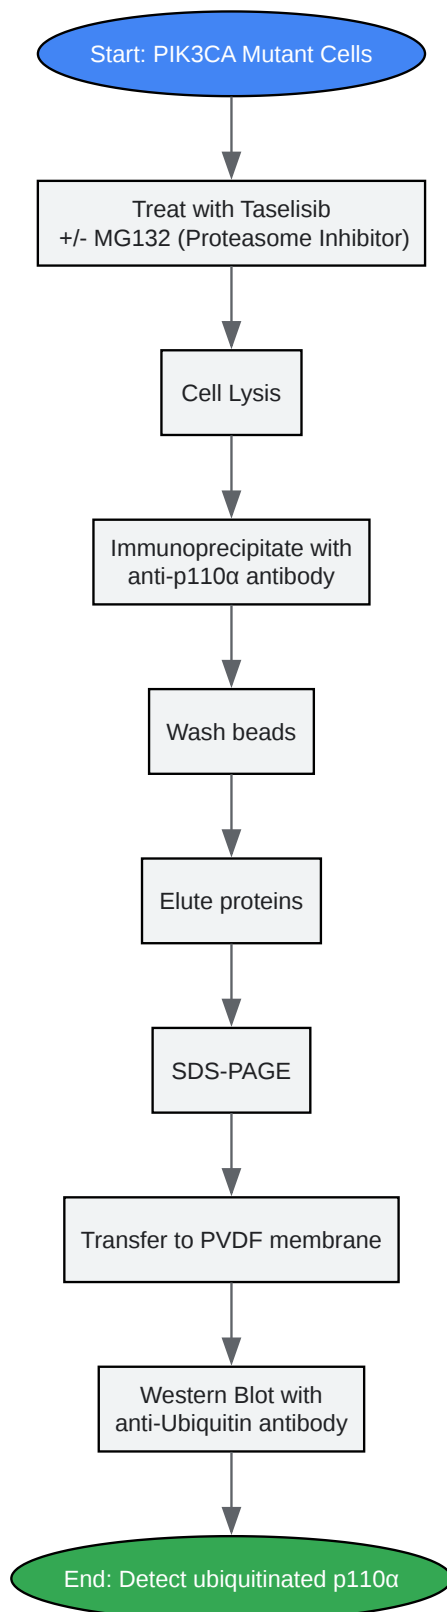 Start: PIK3CA Mutant Cells
Treat with Taselisib
+/- MG132 (Proteasome Inhibitor)
Cell Lysis
Immunoprecipitate with
anti-p110α antibody
Wash beads
Elute proteins
SDS-PAGE
Transfer to PVDF membrane
Western Blot with
anti-Ubiquitin antibody
End: Detect ubiquitinated p110α